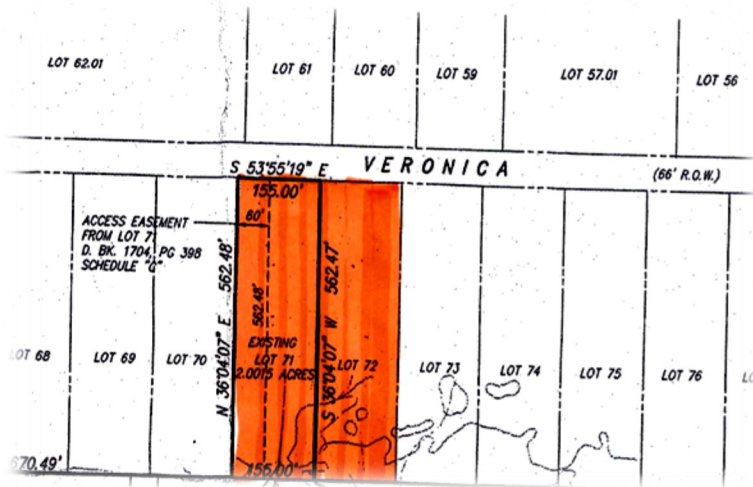 LOT 62.01
LOT 61
LOT 60
LOT 59
LOT 57.01
LOT 56
S 53°55'19" E
VERONICA
(66' R.O.W.)
155.00'
60'
ACCESS EASEMENT
FROM LOT 7
D. BK. 1704, PG 398
SCHEDULE "C"
N 36°04'07" E 562.48'
562.48'
S 36°04'07" W 562.47'
EXISTING
LOT 71
2.0015 ACRES
LOT 68
LOT 69
LOT 70
LOT 72
LOT 73
LOT 74
LOT 75
LOT 76
670.49'
155.00'